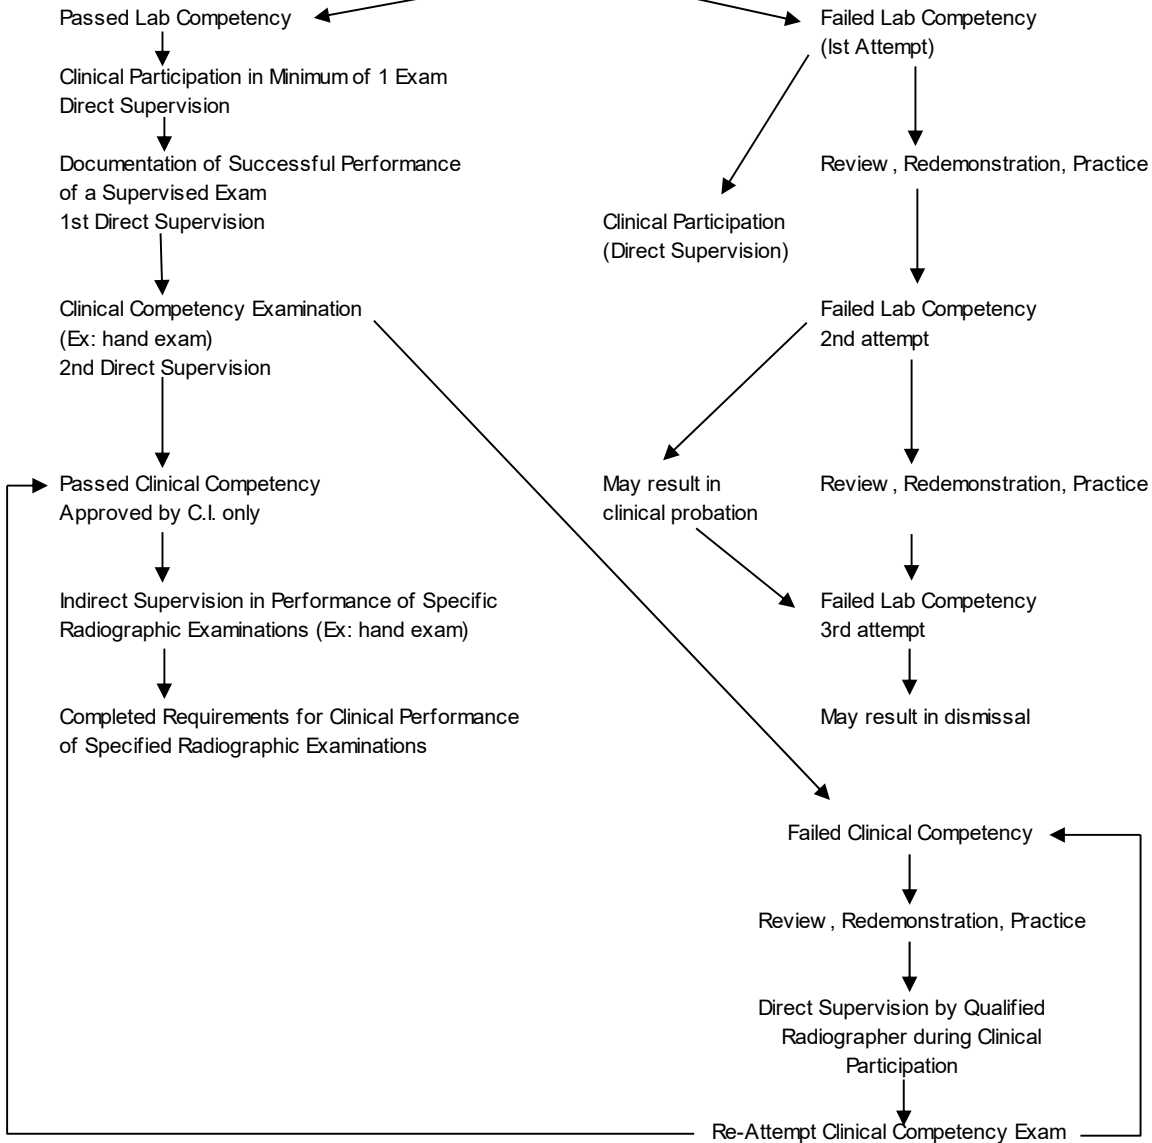 Passed Lab Competency
Failed Lab Competency
(Ist Attempt)
Clinical Participation in Minimum of 1 Exam
Direct Supervision
Documentation of Successful Performance
of a Supervised Exam
1st Direct Supervision
Review, Redemonstration, Practice
Clinical Participation
(Direct Supervision)
Clinical Competency Examination
(Ex: hand exam)
2nd Direct Supervision
Failed Lab Competency
2nd attempt
Passed Clinical Competency
Approved by C.I. only
May result in
clinical probation
Review, Redemonstration, Practice
Indirect Supervision in Performance of Specific
Radiographic Examinations (Ex: hand exam)
Failed Lab Competency
3rd attempt
Completed Requirements for Clinical Performance
of Specified Radiographic Examinations
May result in dismissal
Failed Clinical Competency
Review, Redemonstration, Practice
Direct Supervision by Qualified
Radiographer during Clinical
Participation
Re-Attempt Clinical Competency Exam